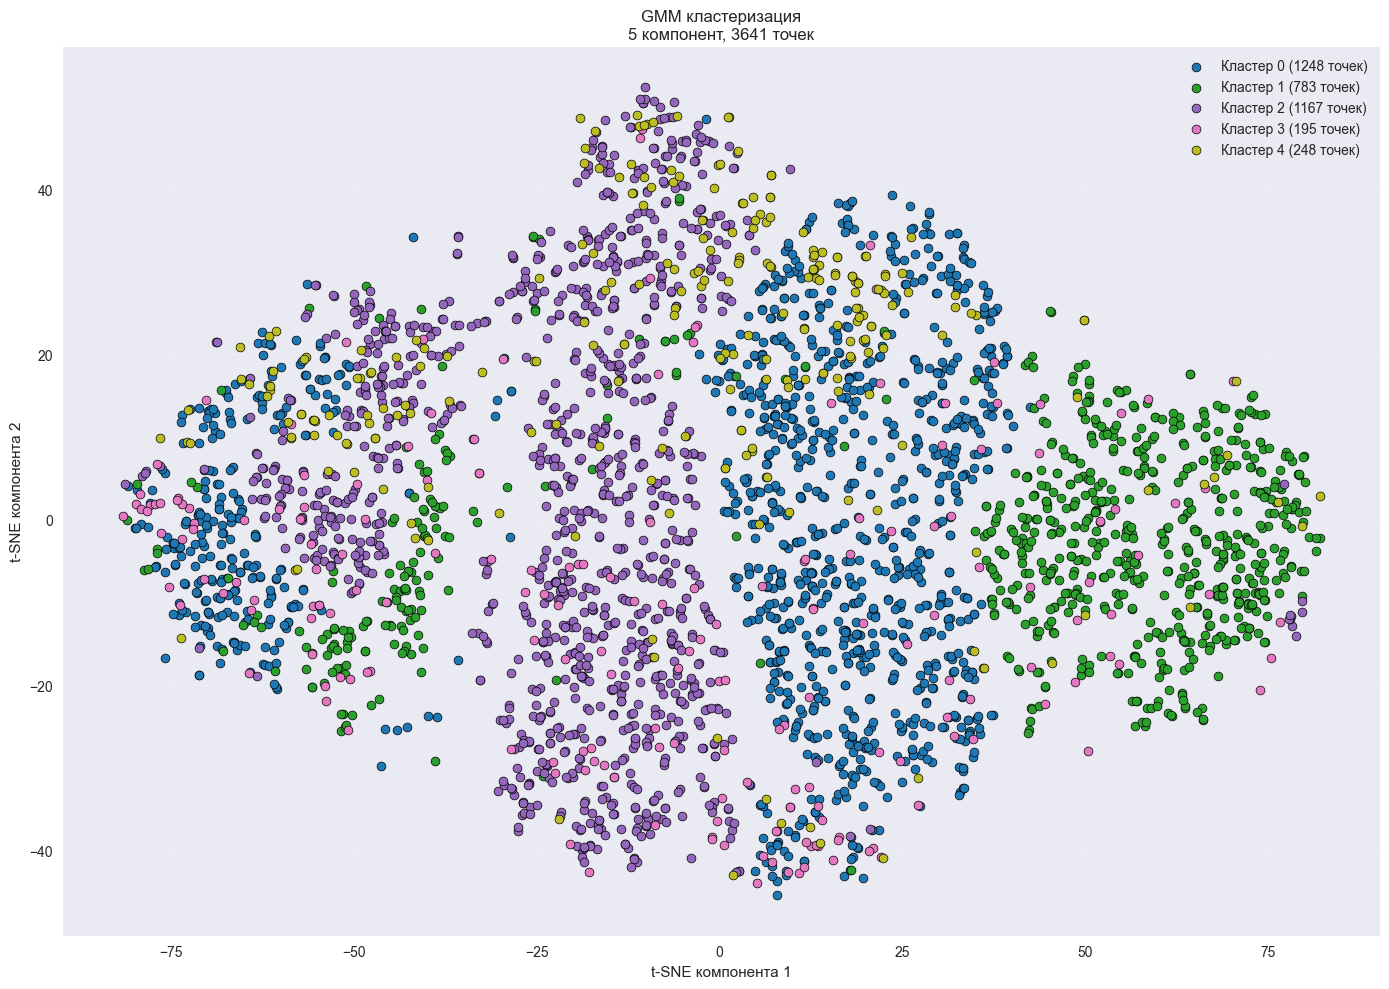 GMM кластеризация
5 компонент, 3641 точек
Кластер 0 (1248 точек)
Кластер 1 (783 точек)
Кластер 2 (1167 точек)
Кластер 3 (195 точек)
Кластер 4 (248 точек)
t-SNE компонента 2
40
20
0
−20
−40
−75
−50
−25
0
25
50
75
t-SNE компонента 1